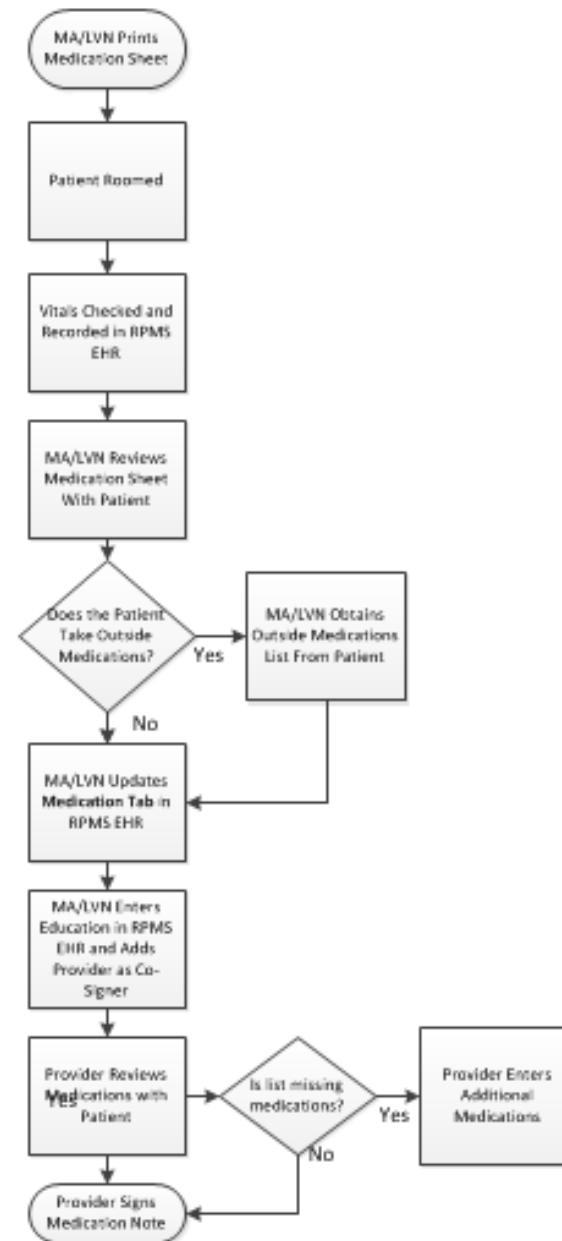 MA/LVN Prints
Medication Sheet
Patient Roomed
Vitals Checked and
Recorded in RPMS
EHR
MA/LVN Reviews
Medication Sheet
With Patient
Does the Patient
Take Outside
Medications?
Yes
MA/LVN Obtains
Outside Medications
List From Patient
No
MA/LVN Updates
Medication Tab in
RPMS EHR
MA/LVN Enters
Education in RPMS
EHR and Adds
Provider as Co-
Signer
Provider Reviews
Medications with
Patient
Yes
Is list missing
medications?
Yes
Provider Enters
Additional
Medications
No
Provider Signs
Medication Note